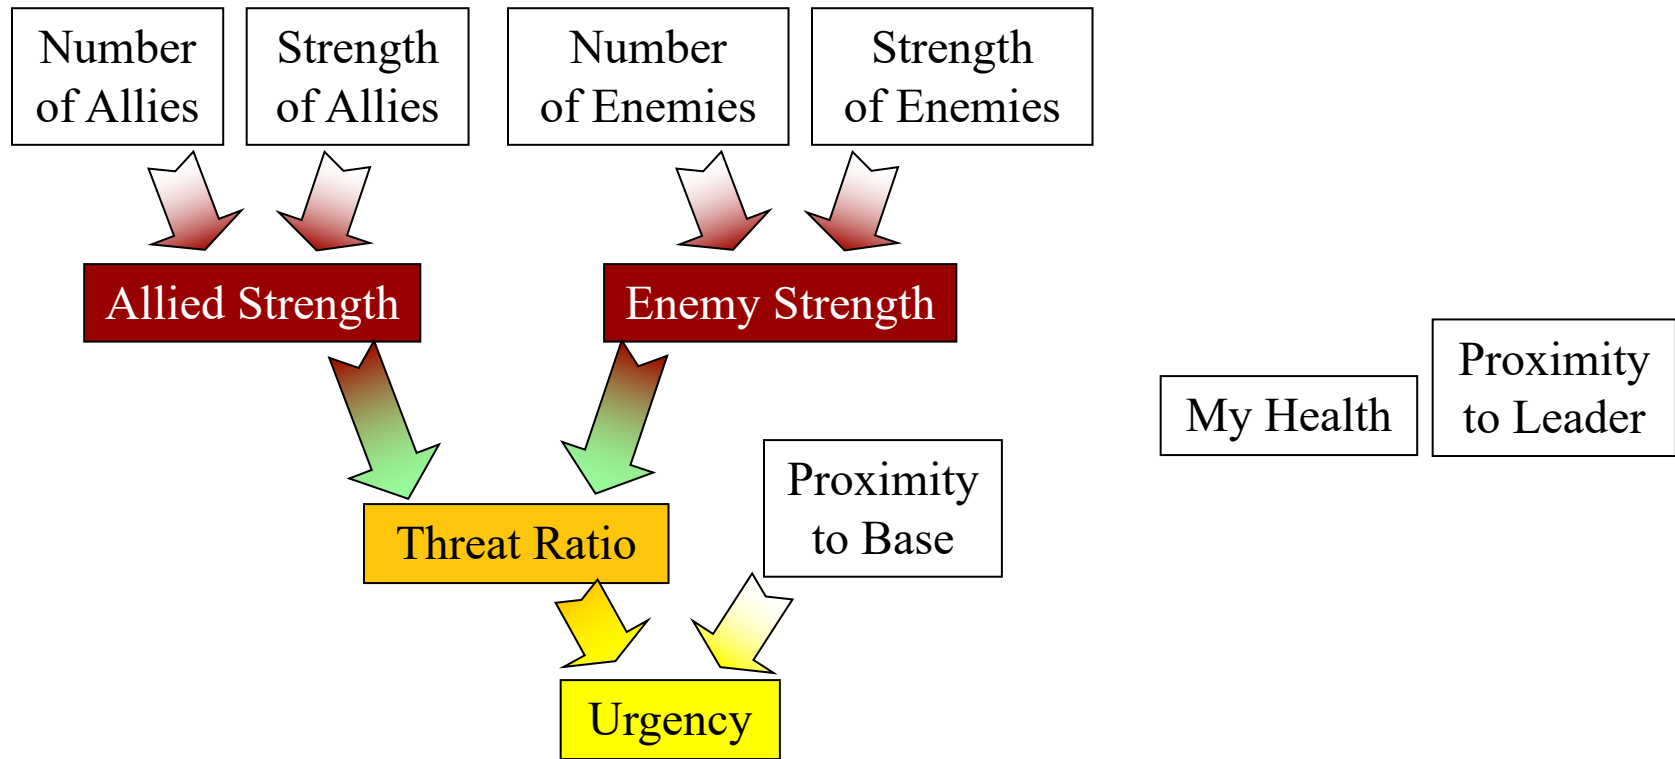 Number
of Allies
Strength
of Allies
Number
of Enemies
Strength
of Enemies
Allied Strength
Enemy Strength
My Health
Proximity
to Leader
Threat Ratio
Proximity
to Base
Urgency